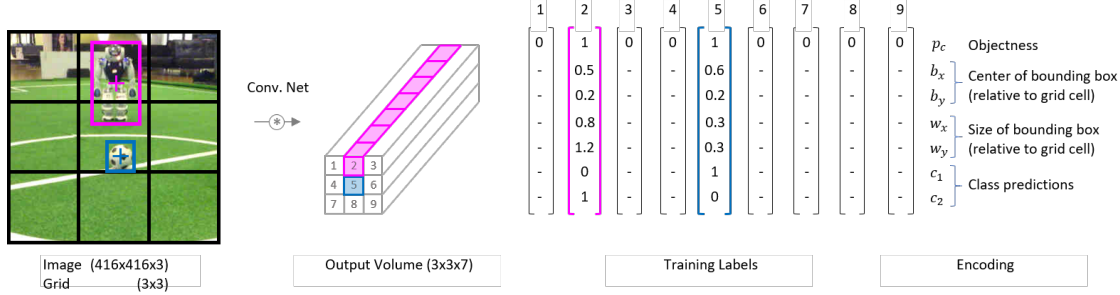 1 2 3 4 5 6 7 8 9
0 1 0 0 1 0 0 0 0 p_c Objectness
- 0.5 - - 0.6 - - - - b_x Center of bounding box
- 0.2 - - 0.2 - - - - b_y (relative to grid cell)
- 0.8 - - 0.3 - - - - w_x Size of bounding box
- 1.2 - - 0.3 - - - - w_y (relative to grid cell)
- 0 - - 1 - - - - c_1 Class predictions
- 1 - - 0 - - - - c_2
Conv. Net
*
1 2 3
4 5 6
7 8 9
Image (416x416x3)
Grid (3x3)
Output Volume (3x3x7)
Training Labels
Encoding